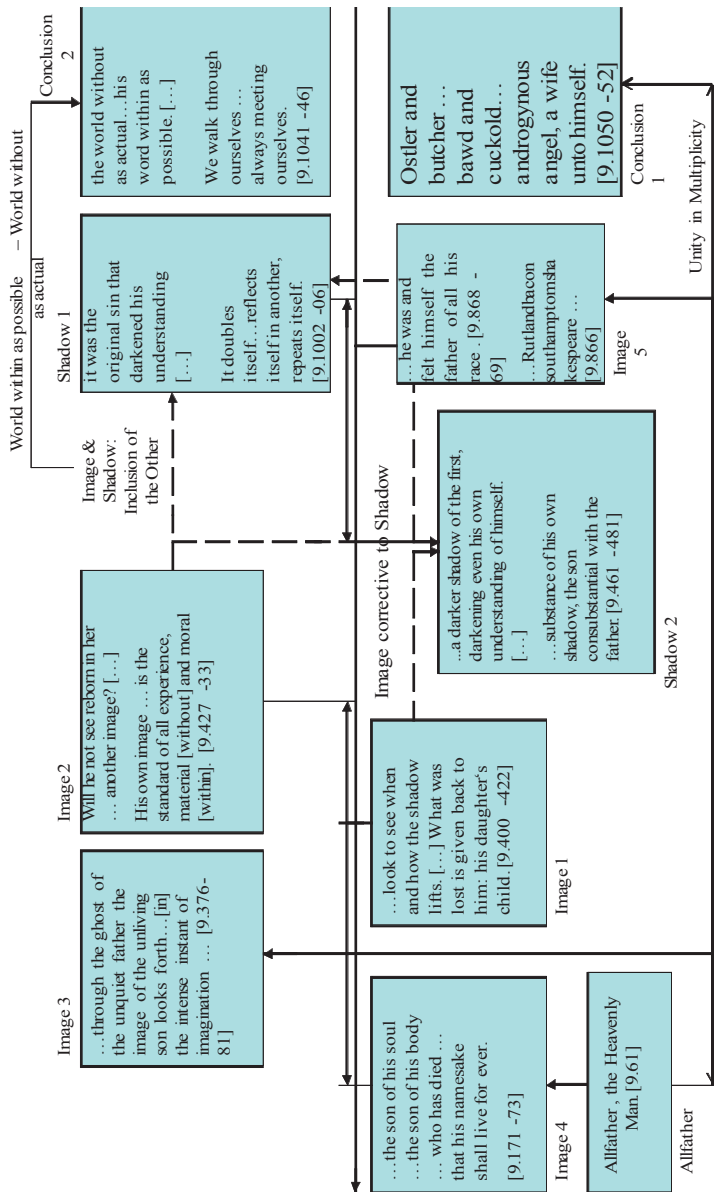 World within as possible – World without
as actual
Image 3
…through the ghost of
the unquiet father the
image of the unliving
son looks forth…[in]
the intense instant of
imagination … [9.376-
81]
Image 2
Will he not see reborn in her
… another image? […]
His own image … is the
standard of all experience,
material [without] and moral
[within]. [9.427 -33]
Image &
Shadow:
Inclusion of
the Other
Shadow 1
it was the
original sin that
darkened his
understanding
[…]
It doubles
itself…reflects
itself in another,
repeats itself.
[9.1002 -06]
Conclusion
2
the world without
as actual…his
word within as
possible. […]
We walk through
ourselves …
always meeting
ourselves.
[9.1041 -46]
Image corrective to Shadow
…the son of his soul
…the son of his body
… who has died …
that his namesake
shall live for ever.
[9.171 -73]
Image 4
Allfather , the Heavenly
Man. [9.61]
Allfather
…look to see when
and how the shadow
lifts. […] What was
lost is given back to
him: his daughter's
child. [9.400 -422]
Image 1
...a darker shadow of the first,
darkening even his own
understanding of himself.
[…]
…substance of his own
shadow, the son
consubstantial with the
father. [9.461 -481]
Shadow 2
…he was and
felt himself the
father of all his
race . [9.868 -
69]
…Rutlandbacon
southamptomsha
kespeare …
[9.866]
Image
5
Ostler and
butcher …
bawd and
cuckold…
androgynous
angel, a wife
unto himself.
[9.1050 -52]
Conclusion
1
Unity in Multiplicity